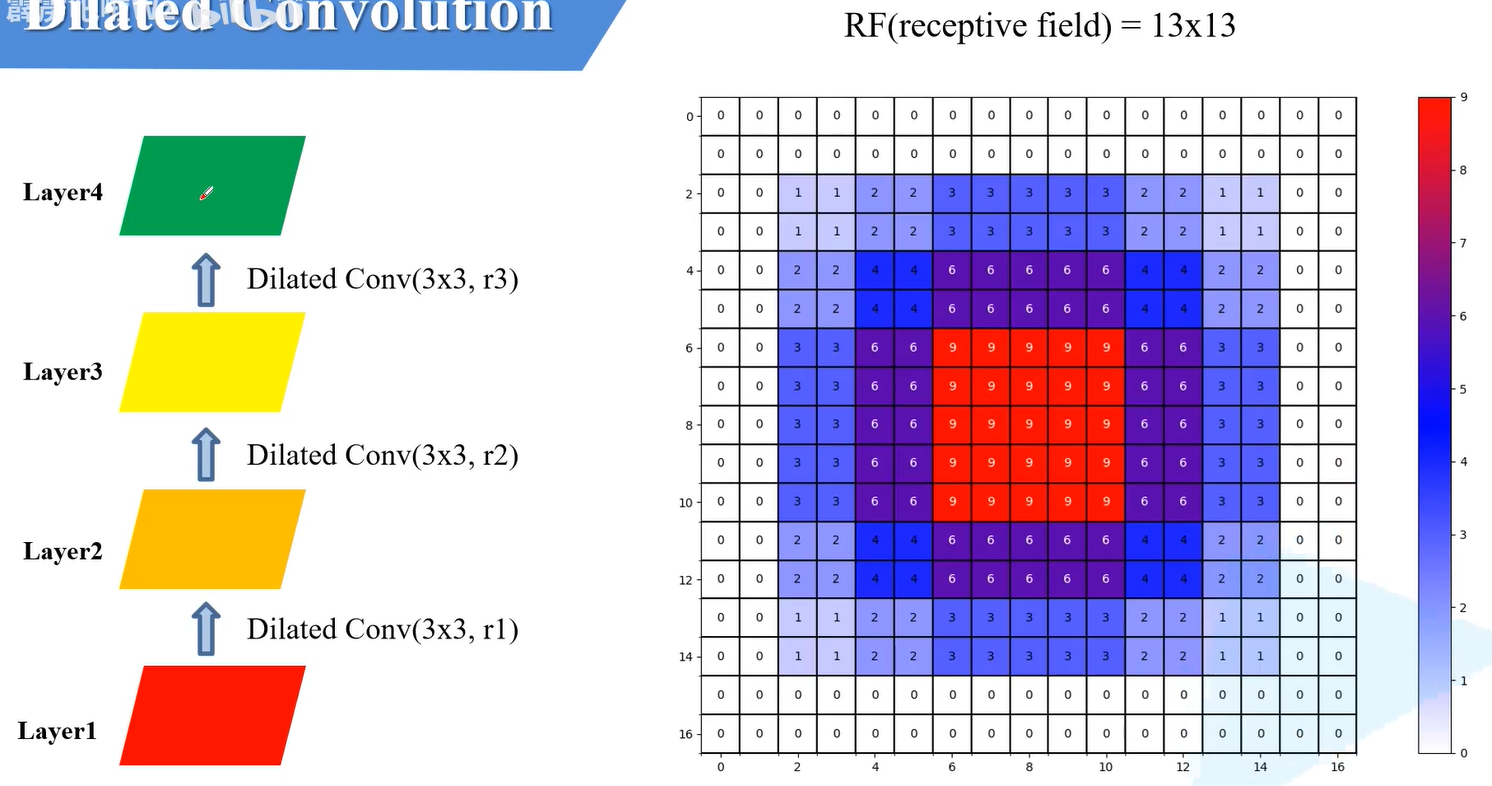 Dilated Convolution
RF(receptive field) = 13x13
Layer4
Dilated Conv(3x3, r3)
Layer3
Dilated Conv(3x3, r2)
Layer2
Dilated Conv(3x3, r1)
Layer1
0 0 0 0 0 0 0 0 0 0 0 0 0 0 0 0 0 0
0 0 0 0 0 0 0 0 0 0 0 0 0 0 0 0 0
2 0 0 1 1 2 2 3 3 3 3 3 2 2 1 1 0 0
0 0 1 1 2 2 3 3 3 3 3 2 2 1 1 0 0
4 0 0 2 2 4 4 6 6 6 6 6 4 4 2 2 0 0
0 0 2 2 4 4 6 6 6 6 6 4 4 2 2 0 0
6 0 0 3 3 6 6 9 9 9 9 9 6 6 3 3 0 0
0 0 3 3 6 6 9 9 9 9 9 6 6 3 3 0 0
8 0 0 3 3 6 6 9 9 9 9 9 6 6 3 3 0 0
0 0 3 3 6 6 9 9 9 9 9 6 6 3 3 0 0
10 0 0 3 3 6 6 9 9 9 9 9 6 6 3 3 0 0
0 0 2 2 4 4 6 6 6 6 6 4 4 2 2 0 0
12 0 0 2 2 4 4 6 6 6 6 6 4 4 2 2 0 0
0 0 1 1 2 2 3 3 3 3 3 2 2 1 1 0 0
14 0 0 1 1 2 2 3 3 3 3 3 2 2 1 1 0 0
0 0 0 0 0 0 0 0 0 0 0 0 0 0 0 0 0
16 0 0 0 0 0 0 0 0 0 0 0 0 0 0 0 0 0
0 2 4 6 8 10 12 14 16
9
8
7
6
5
4
3
2
1
0